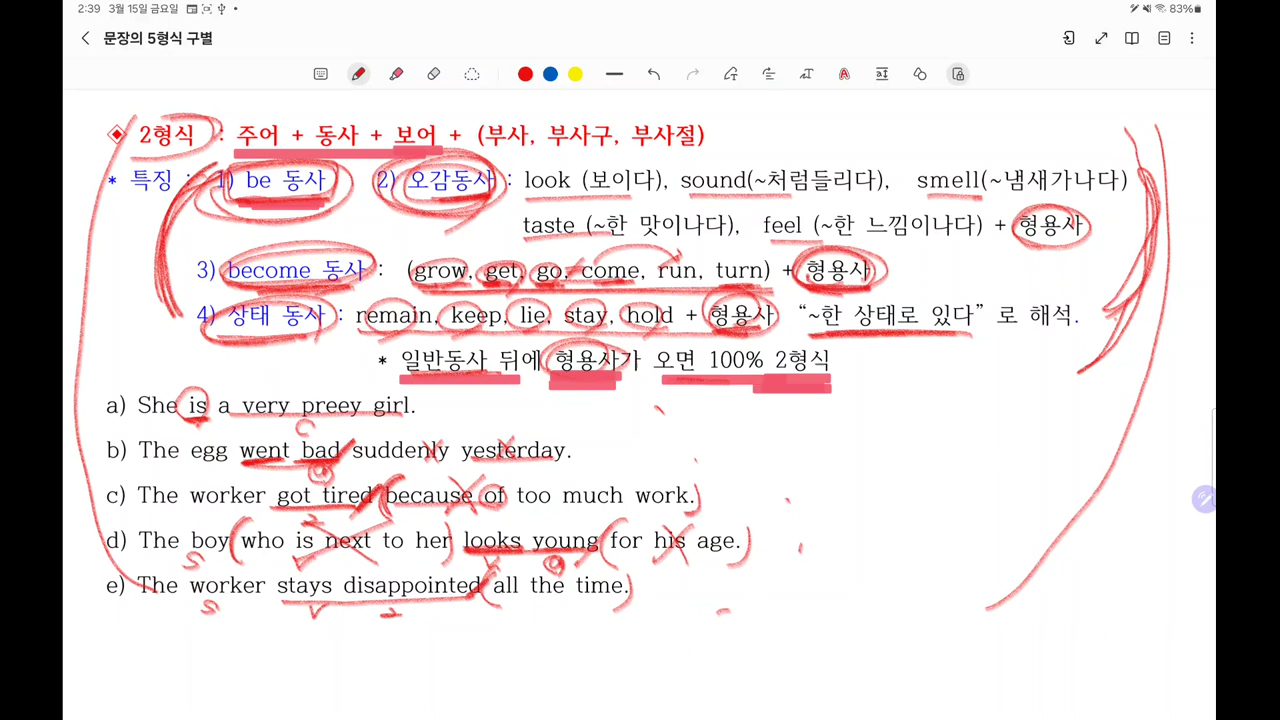 2:39 3월 15일 금요일
83%
문장의 5형식 구별
◈ 2형식 : 주어 + 동사 + 보어 + (부사, 부사구, 부사절)
* 특징 : 1) be 동사 2) 오감동사 : look (보이다), sound(~처럼들리다), smell(~냄새가나다)
taste (~한 맛이나다), feel (~한 느낌이나다) + 형용사
3) become 동사 : (grow, get, go, come, run, turn) + 형용사
4) 상태 동사 : remain, keep, lie, stay, hold + 형용사 “~한 상태로 있다” 로 해석.
* 일반동사 뒤에 형용사가 오면 100% 2형식
a) She is a very preey girl.
C
b) The egg went bad suddenly yesterday.
c) The worker got tired because of too much work.
2
d) The boy who is next to her looks young for his age.
S V V
e) The worker stays disappointed all the time.
S V 2